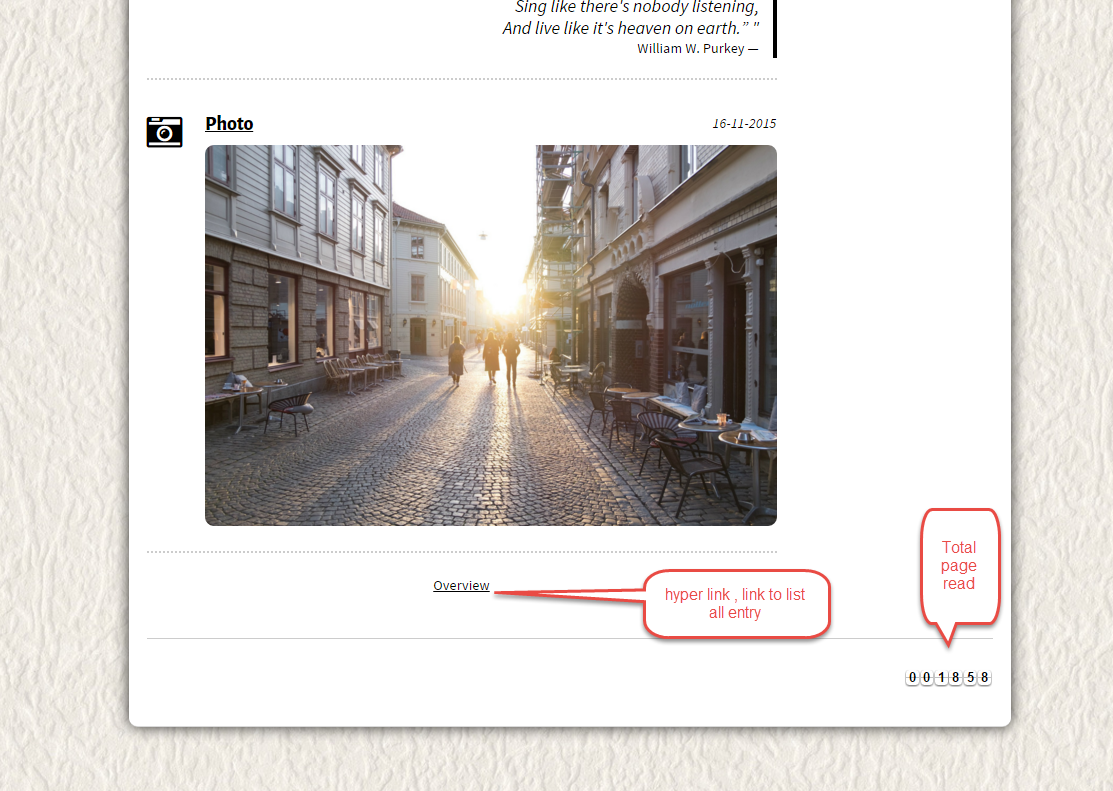 Sing like there's nobody listening,
And live like it's heaven on earth.” "
William W. Purkey —
Photo
16-11-2015
Total
page
read
Overview
hyper link , link to list
all entry
001858